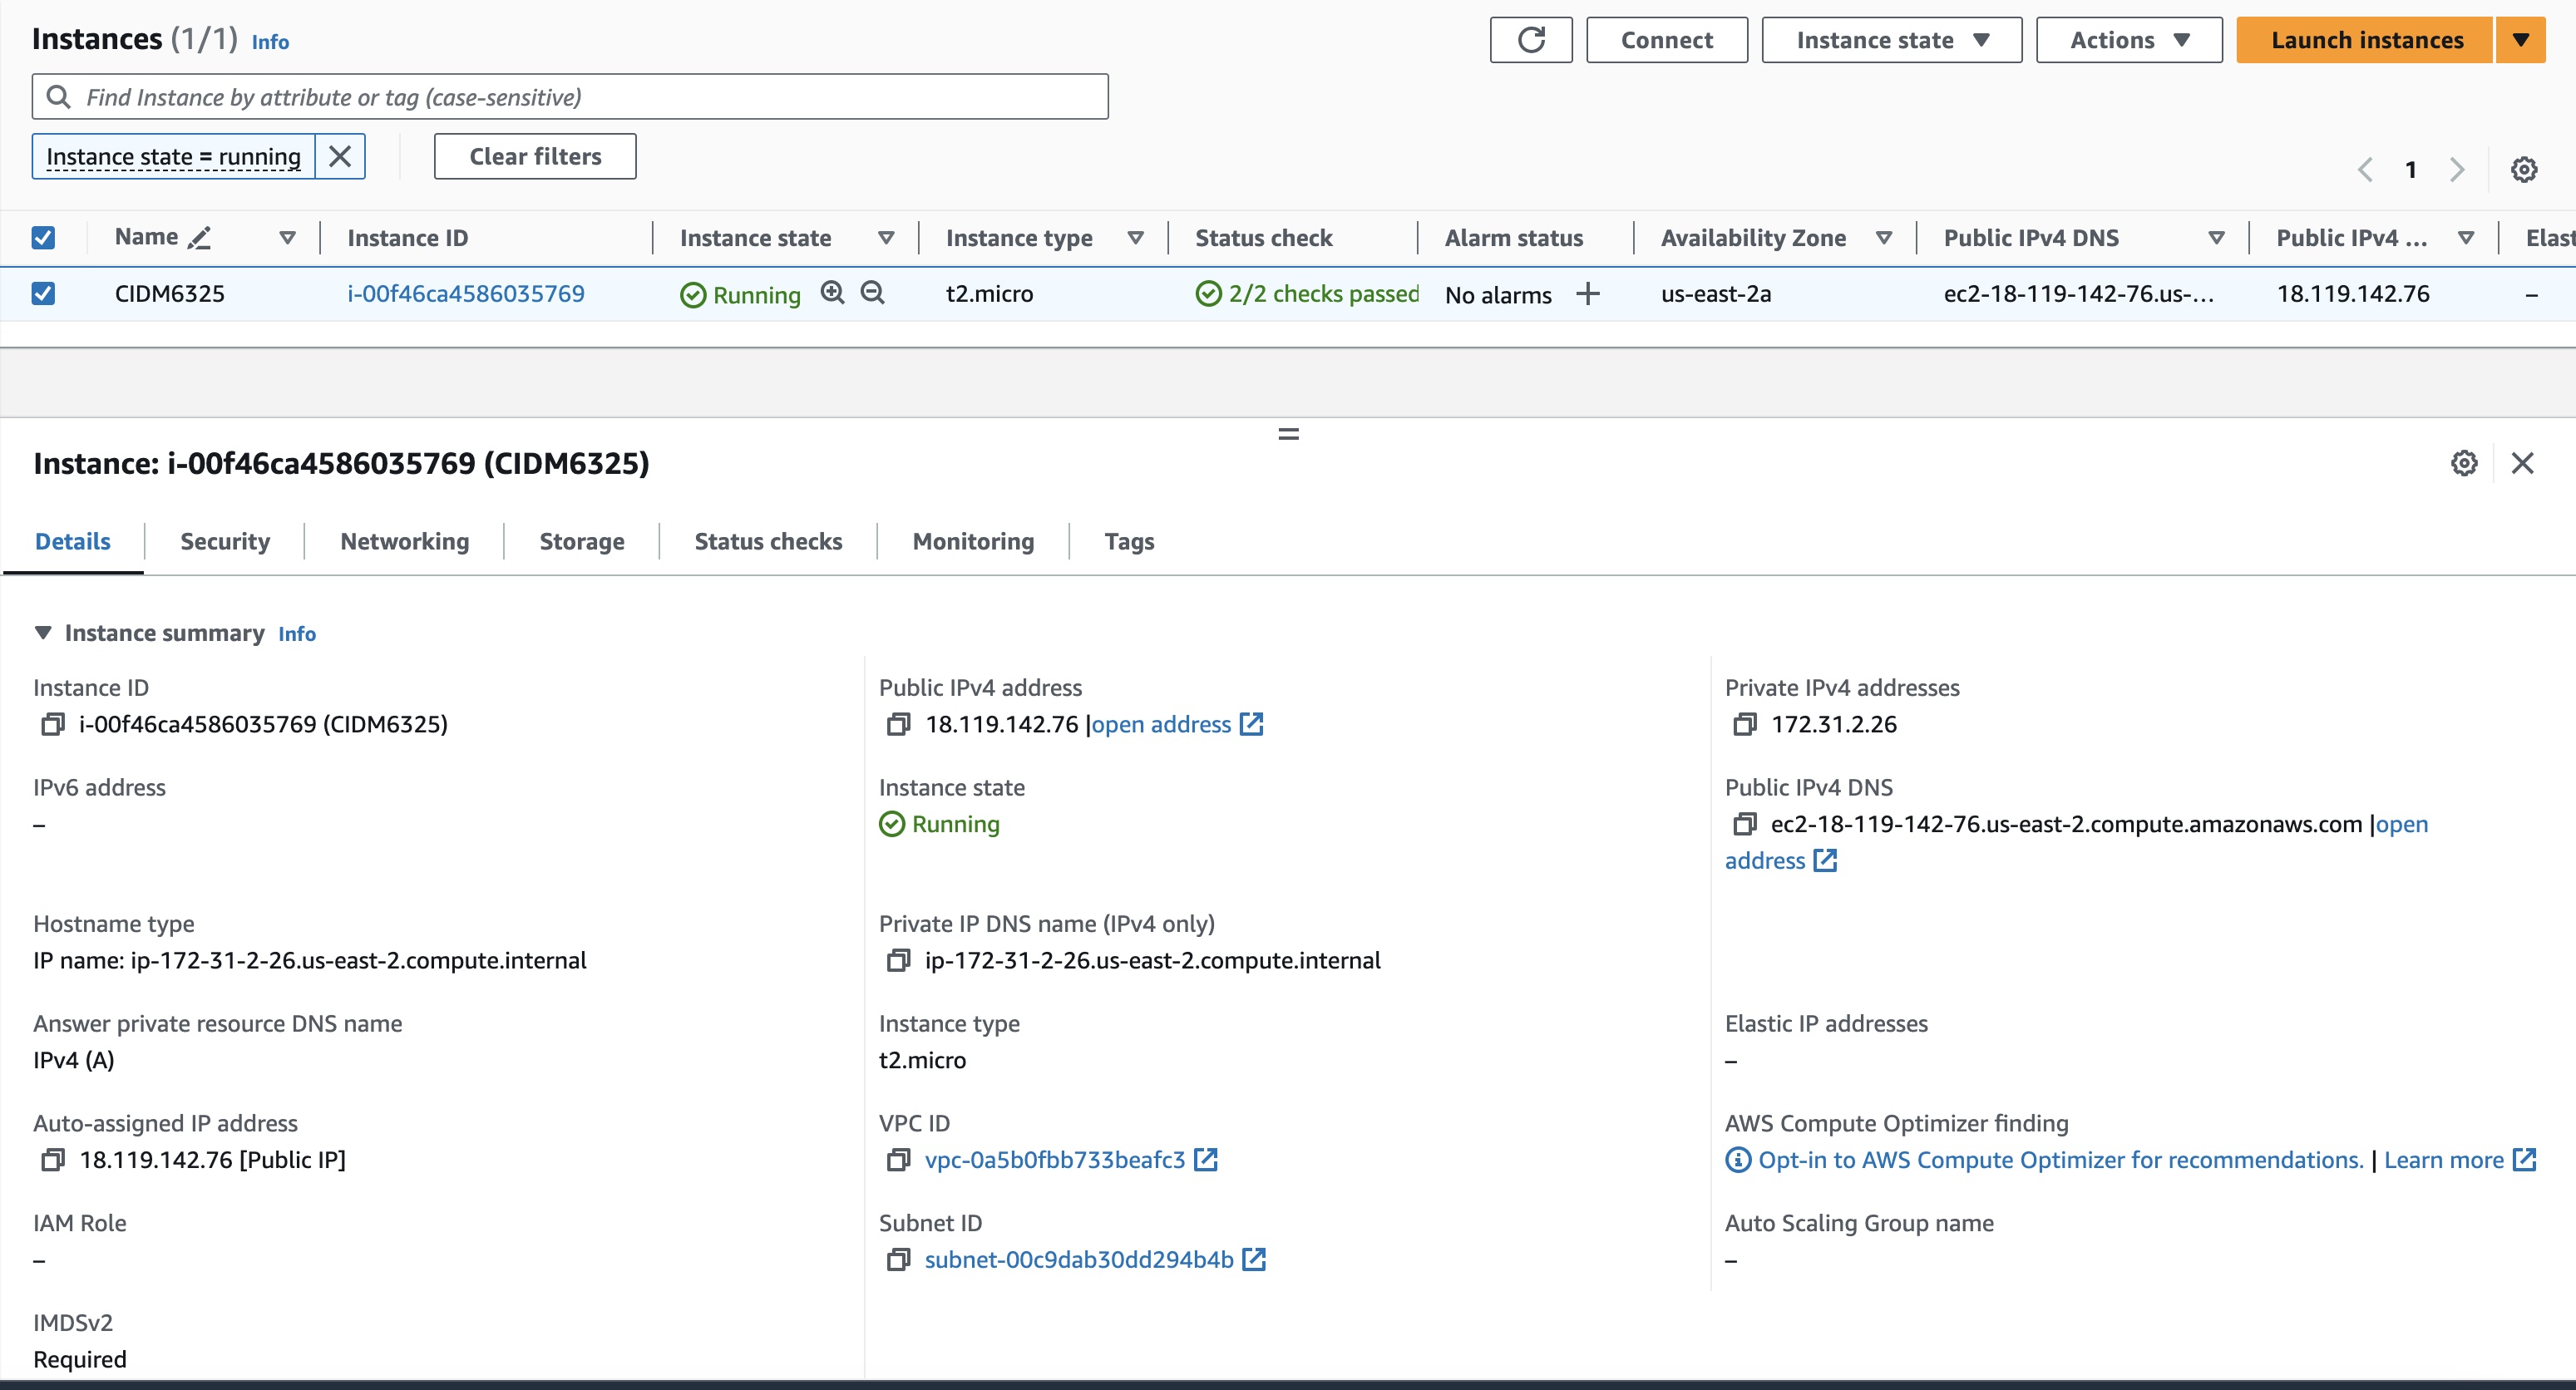 Instances (1/1) Info
Connect
Instance state
Actions
Launch instances
Find Instance by attribute or tag (case-sensitive)
Instance state = running
Clear filters
1
Name
Instance ID
Instance state
Instance type
Status check
Alarm status
Availability Zone
Public IPv4 DNS
Public IPv4 ...
Elast
CIDM6325
i-00f46ca4586035769
Running
t2.micro
2/2 checks passed
No alarms
us-east-2a
ec2-18-119-142-76.us-...
18.119.142.76
–
Instance: i-00f46ca4586035769 (CIDM6325)
Details
Security
Networking
Storage
Status checks
Monitoring
Tags
Instance summary Info
Instance ID
i-00f46ca4586035769 (CIDM6325)
Public IPv4 address
18.119.142.76 |open address
Private IPv4 addresses
172.31.2.26
IPv6 address
–
Instance state
Running
Public IPv4 DNS
ec2-18-119-142-76.us-east-2.compute.amazonaws.com |open
address
Hostname type
IP name: ip-172-31-2-26.us-east-2.compute.internal
Private IP DNS name (IPv4 only)
ip-172-31-2-26.us-east-2.compute.internal
Answer private resource DNS name
IPv4 (A)
Instance type
t2.micro
Elastic IP addresses
–
Auto-assigned IP address
18.119.142.76 [Public IP]
VPC ID
vpc-0a5b0fbb733beafc3
AWS Compute Optimizer finding
Opt-in to AWS Compute Optimizer for recommendations. | Learn more
IAM Role
–
Subnet ID
subnet-00c9dab30dd294b4b
Auto Scaling Group name
–
IMDSv2
Required